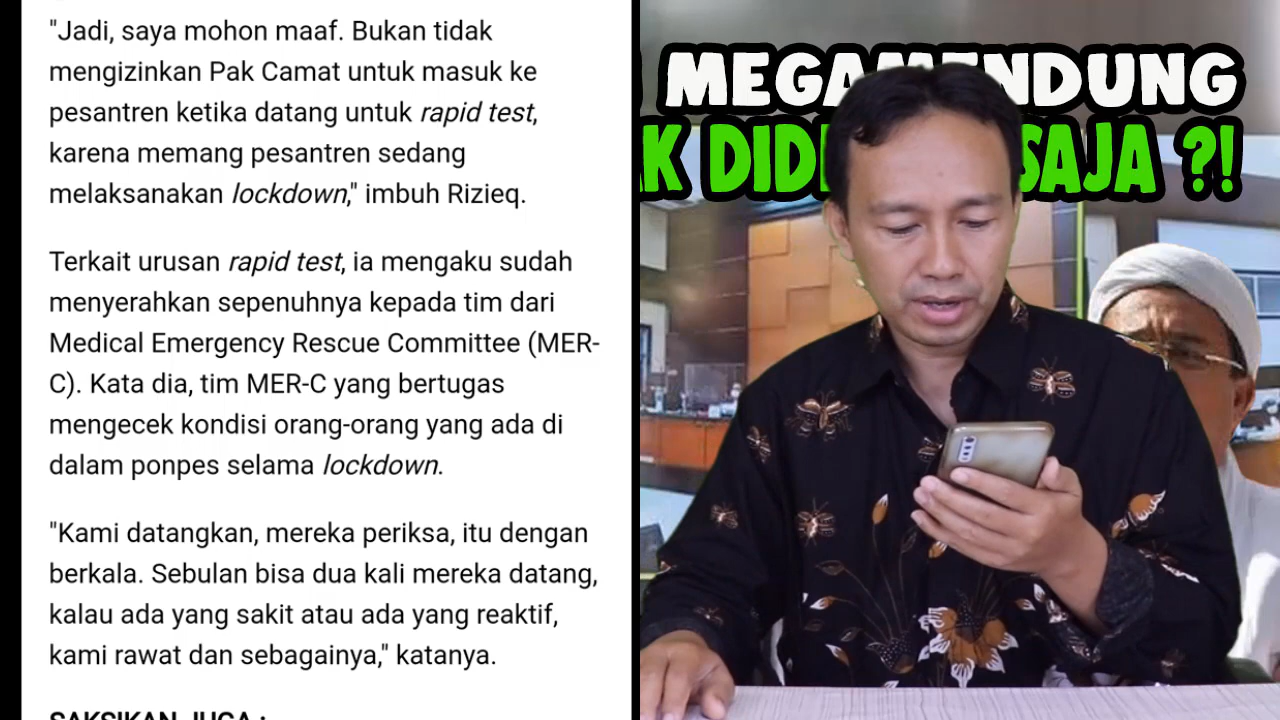 "Jadi, saya mohon maaf. Bukan tidak
mengizinkan Pak Camat untuk masuk ke
pesantren ketika datang untuk rapid test,
karena memang pesantren sedang
melaksanakan lockdown," imbuh Rizieq.
Terkait urusan rapid test, ia mengaku sudah
menyerahkan sepenuhnya kepada tim dari
Medical Emergency Rescue Committee (MER-
C). Kata dia, tim MER-C yang bertugas
mengecek kondisi orang-orang yang ada di
dalam ponpes selama lockdown.
"Kami datangkan, mereka periksa, itu dengan
berkala. Sebulan bisa dua kali mereka datang,
kalau ada yang sakit atau ada yang reaktif,
kami rawat dan sebagainya," katanya.
SAKSIKAN JUGA :
MEGAMENDUNG
SAJA ?!